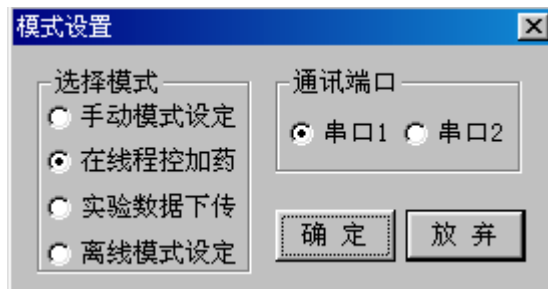 模式设置
选择模式
手动模式设定
在线程控加药
实验数据下传
离线模式设定
通讯端口
串口1 串口2
确 定 放 弃